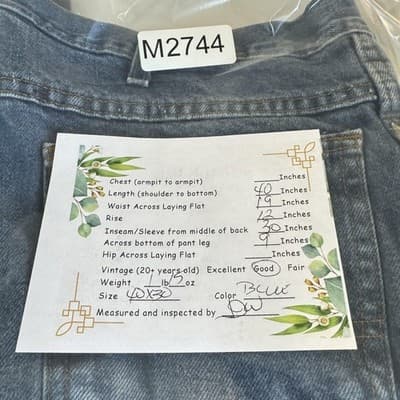 M2744
Chest (armpit to armpit) ____Inches
Length (shoulder to bottom) 40 Inches
Waist Across Laying Flat 19 Inches
Rise 12 Inches
Inseam/Sleeve from middle of back 30 Inches
Across bottom of pant leg 9 Inches
Hip Across Laying Flat ____Inches
Vintage (20+ years old) Excellent Good Fair
Weight 1 lb oz
Size 40x30 Color Blue
Measured and inspected by DW